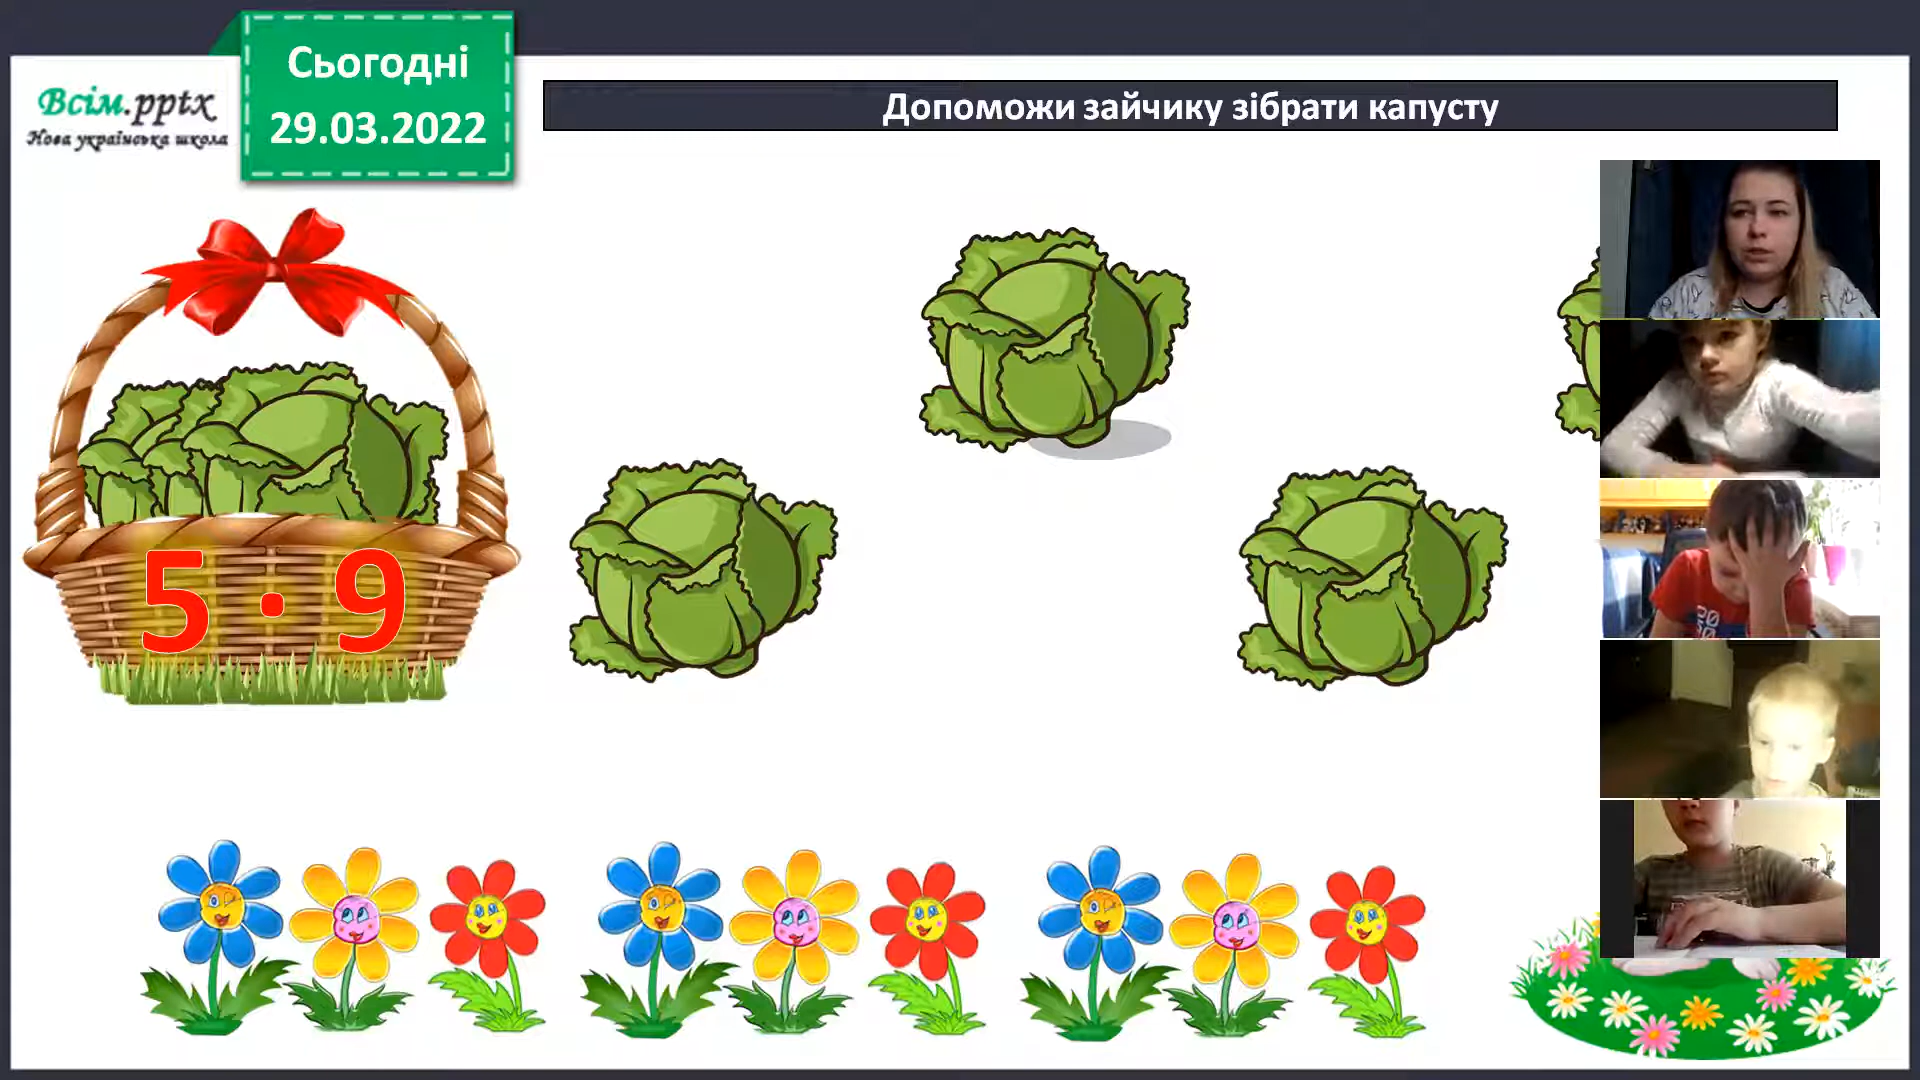 Сьогодні
29.03.2022
Всім.pptx
Нова українська школа
Допоможи зайчику зібрати капусту
5 · 9